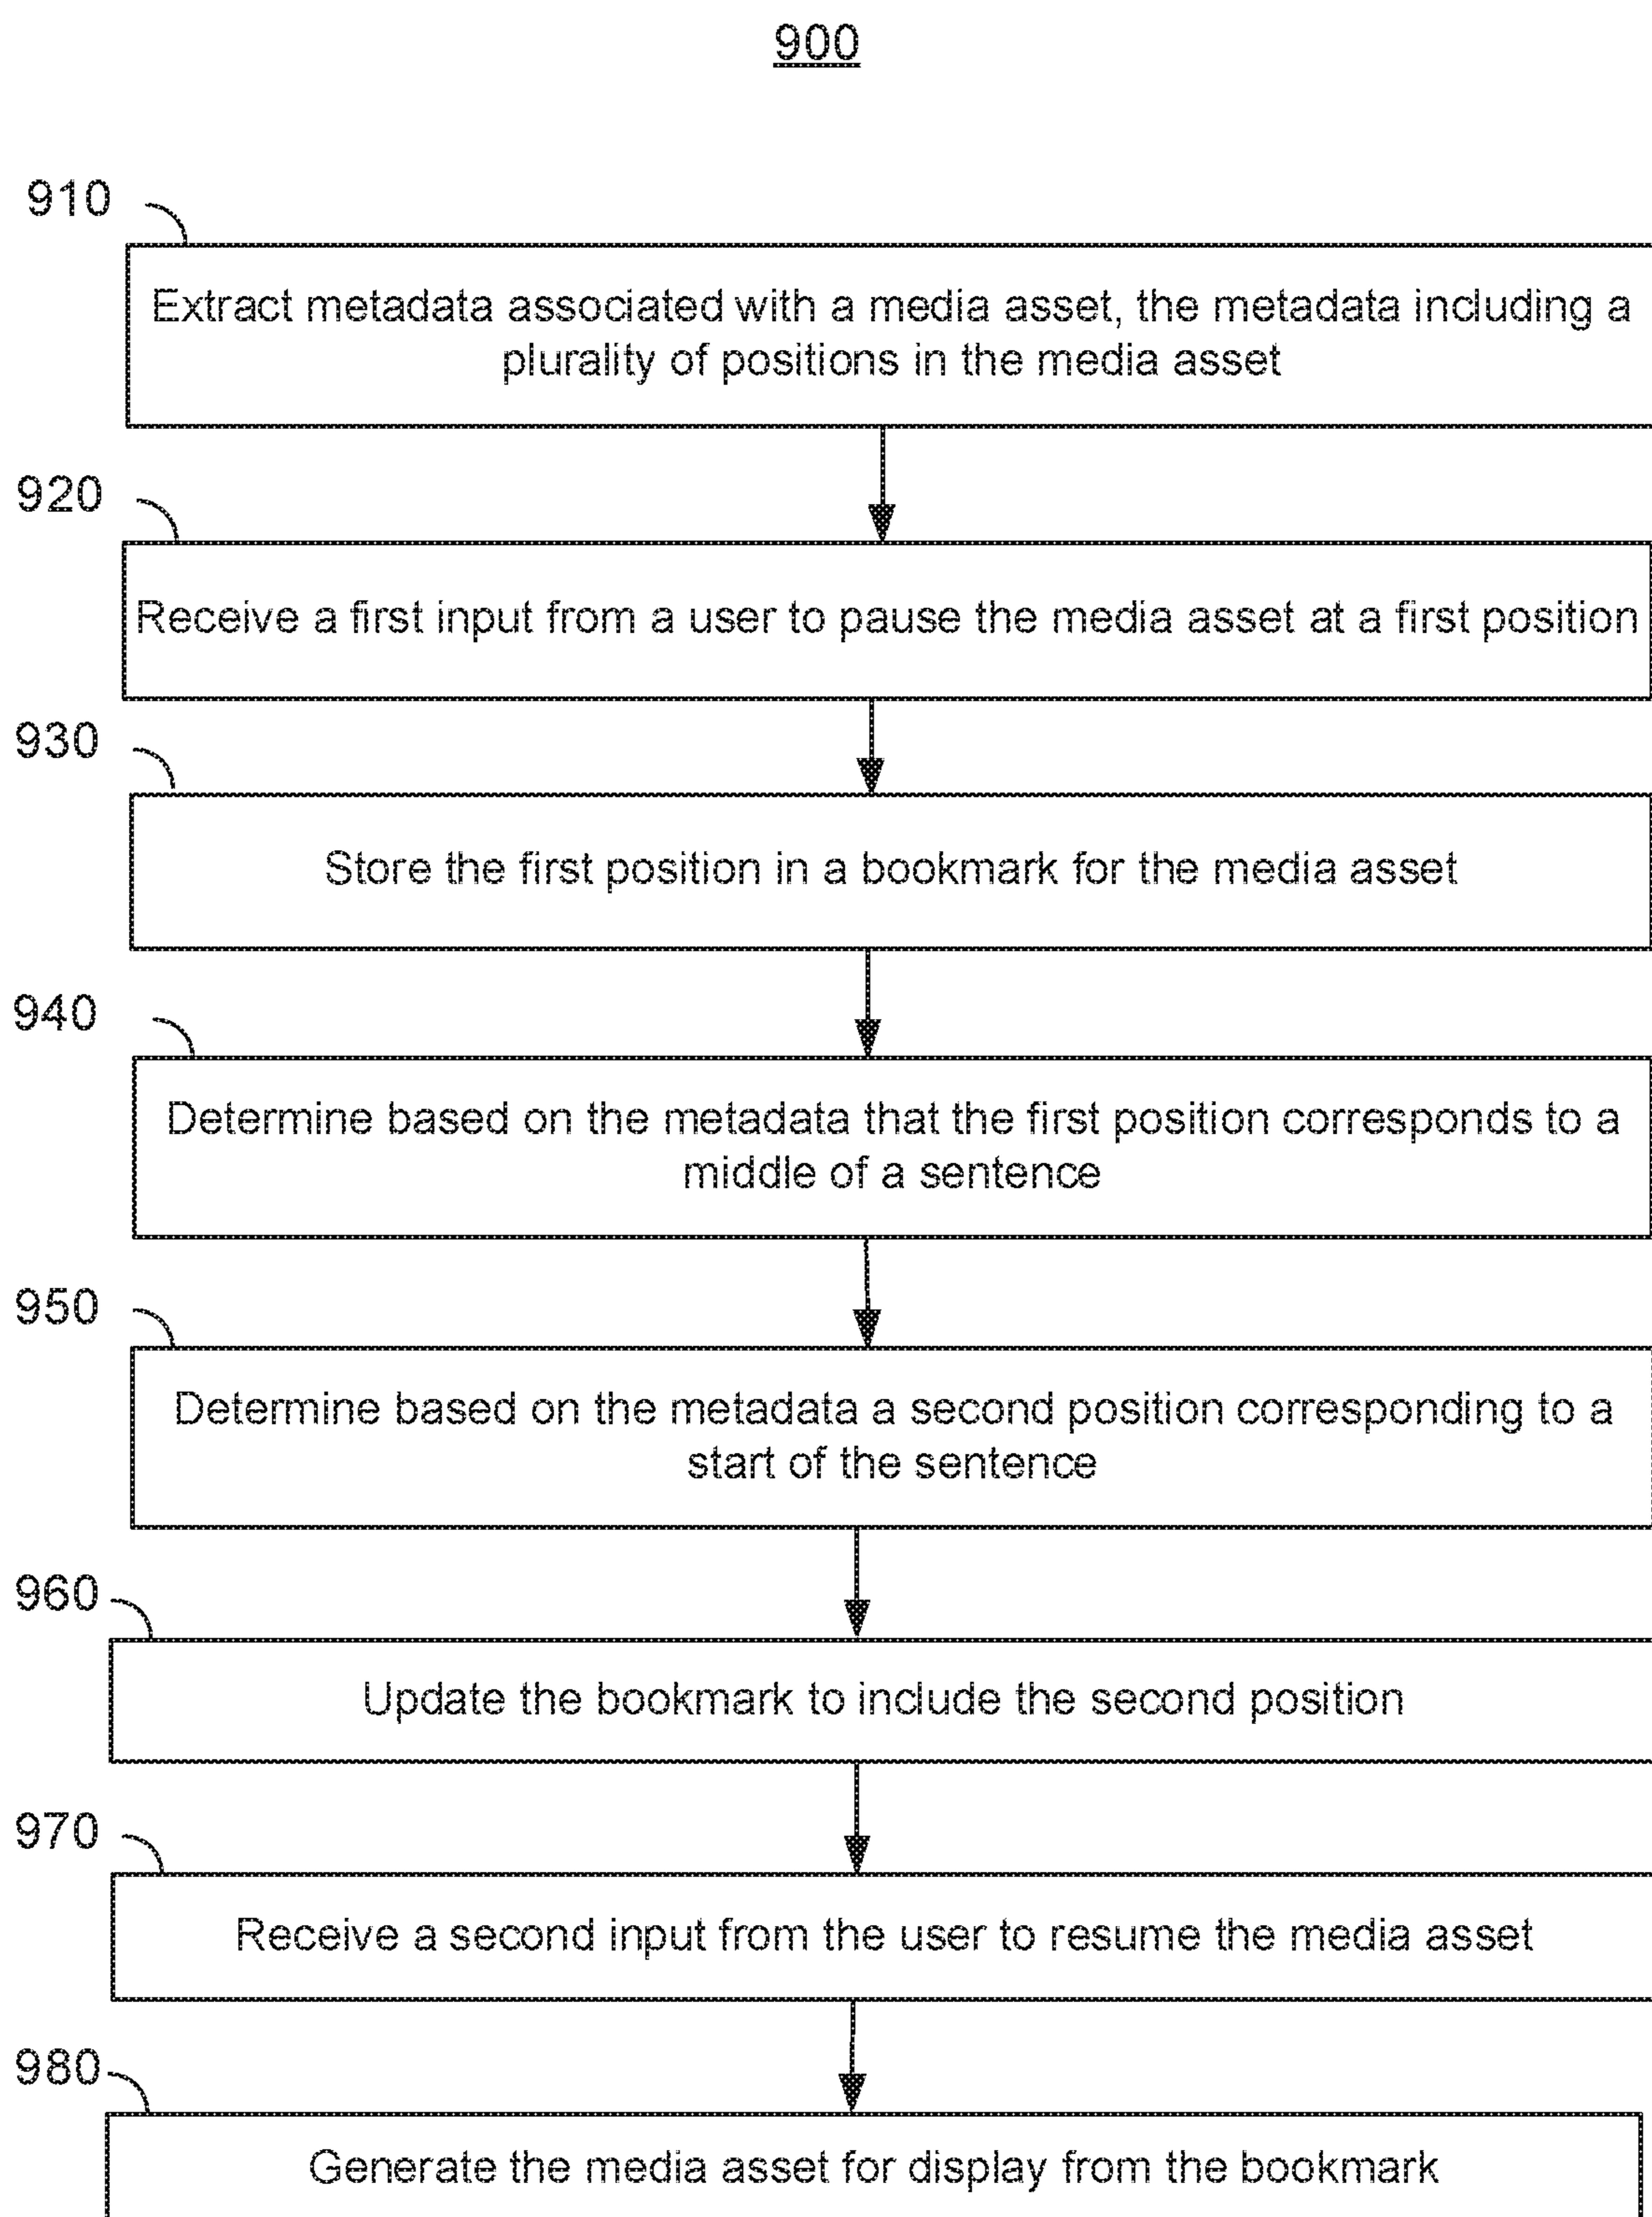 900
910
Extract metadata associated with a media asset, the metadata including a
plurality of positions in the media asset
920
Receive a first input from a user to pause the media asset at a first position
930
Store the first position in a bookmark for the media asset
940
Determine based on the metadata that the first position corresponds to a
middle of a sentence
950
Determine based on the metadata a second position corresponding to a
start of the sentence
960
Update the bookmark to include the second position
970
Receive a second input from the user to resume the media asset
980
Generate the media asset for display from the bookmark